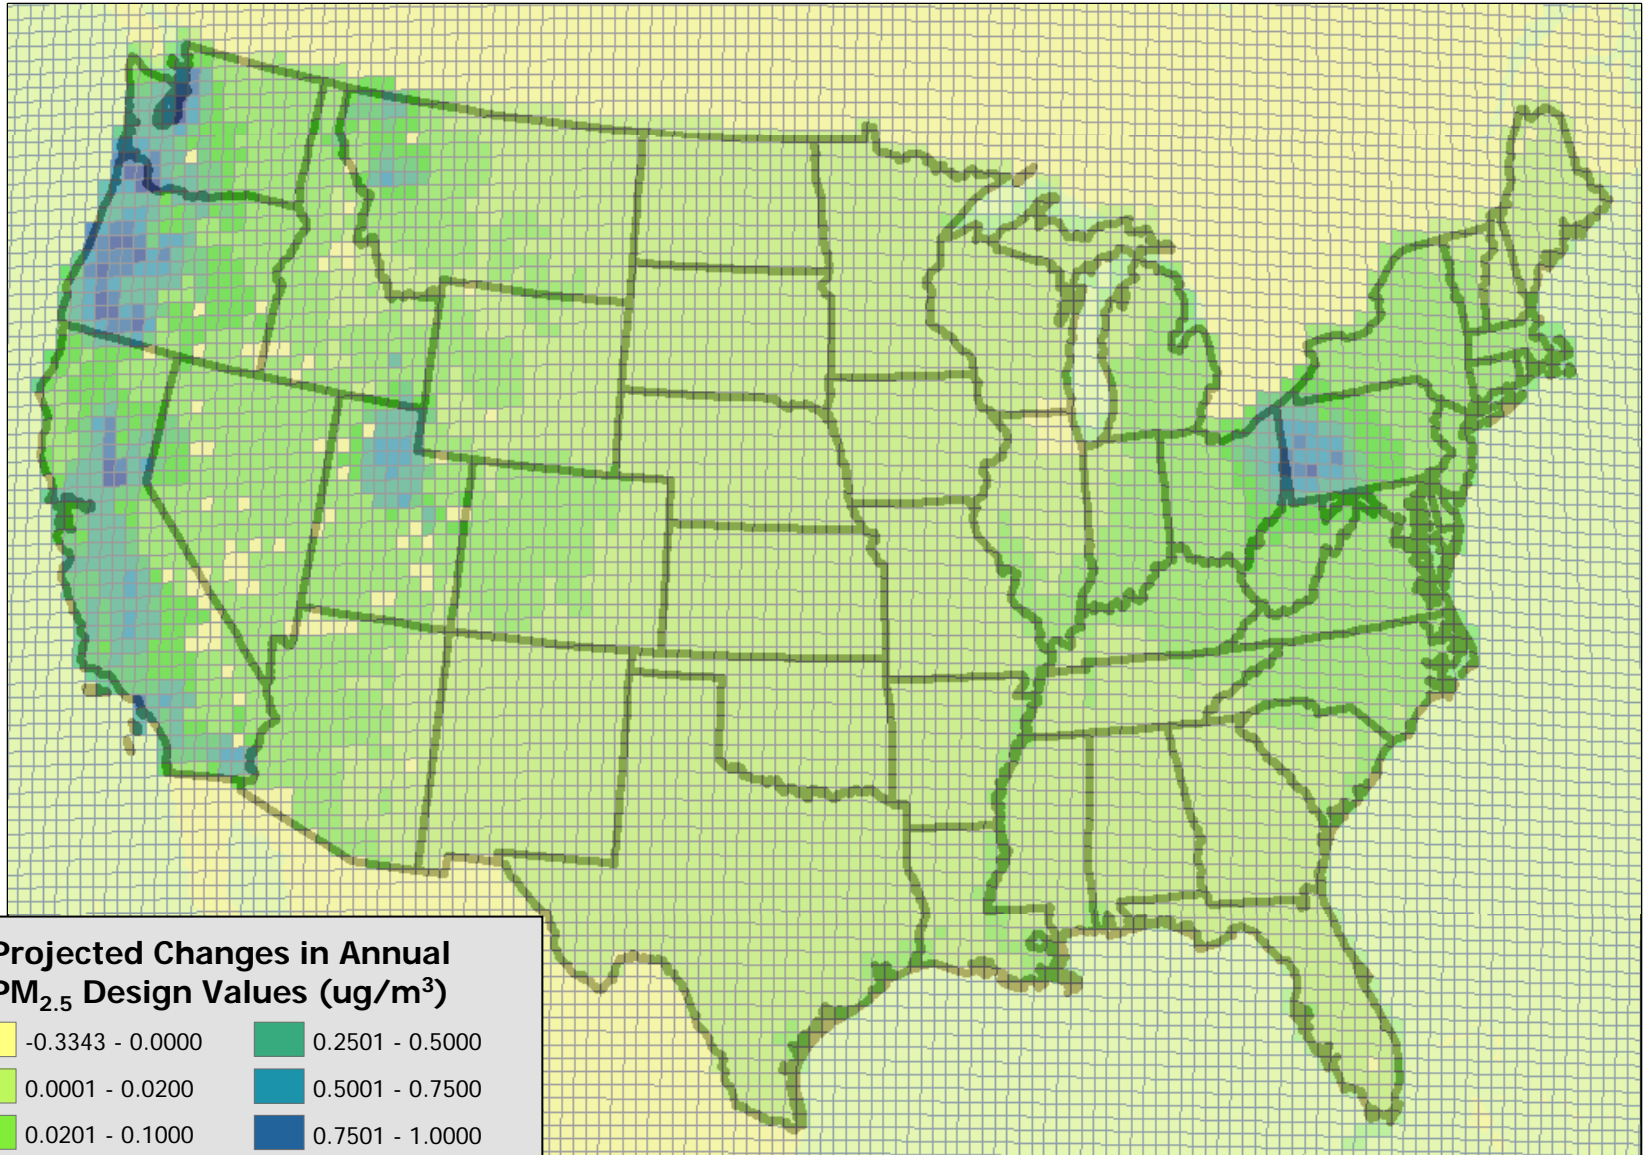 Projected Changes in Annual
PM2.5 Design Values (ug/m³)
-0.3343 - 0.0000
0.2501 - 0.5000
0.0001 - 0.0200
0.5001 - 0.7500
0.0201 - 0.1000
0.7501 - 1.0000